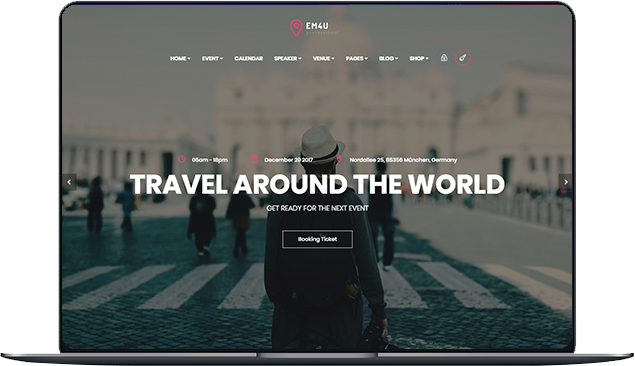 EM4U
HOME EVENT CALENDAR SPEAKER VENUE PAGES BLOG SHOP
05am - 18pm December 29 2017 Nordallee 25, 85356 München, Germany
TRAVEL AROUND THE WORLD
GET READY FOR THE NEXT EVENT
Booking Ticket